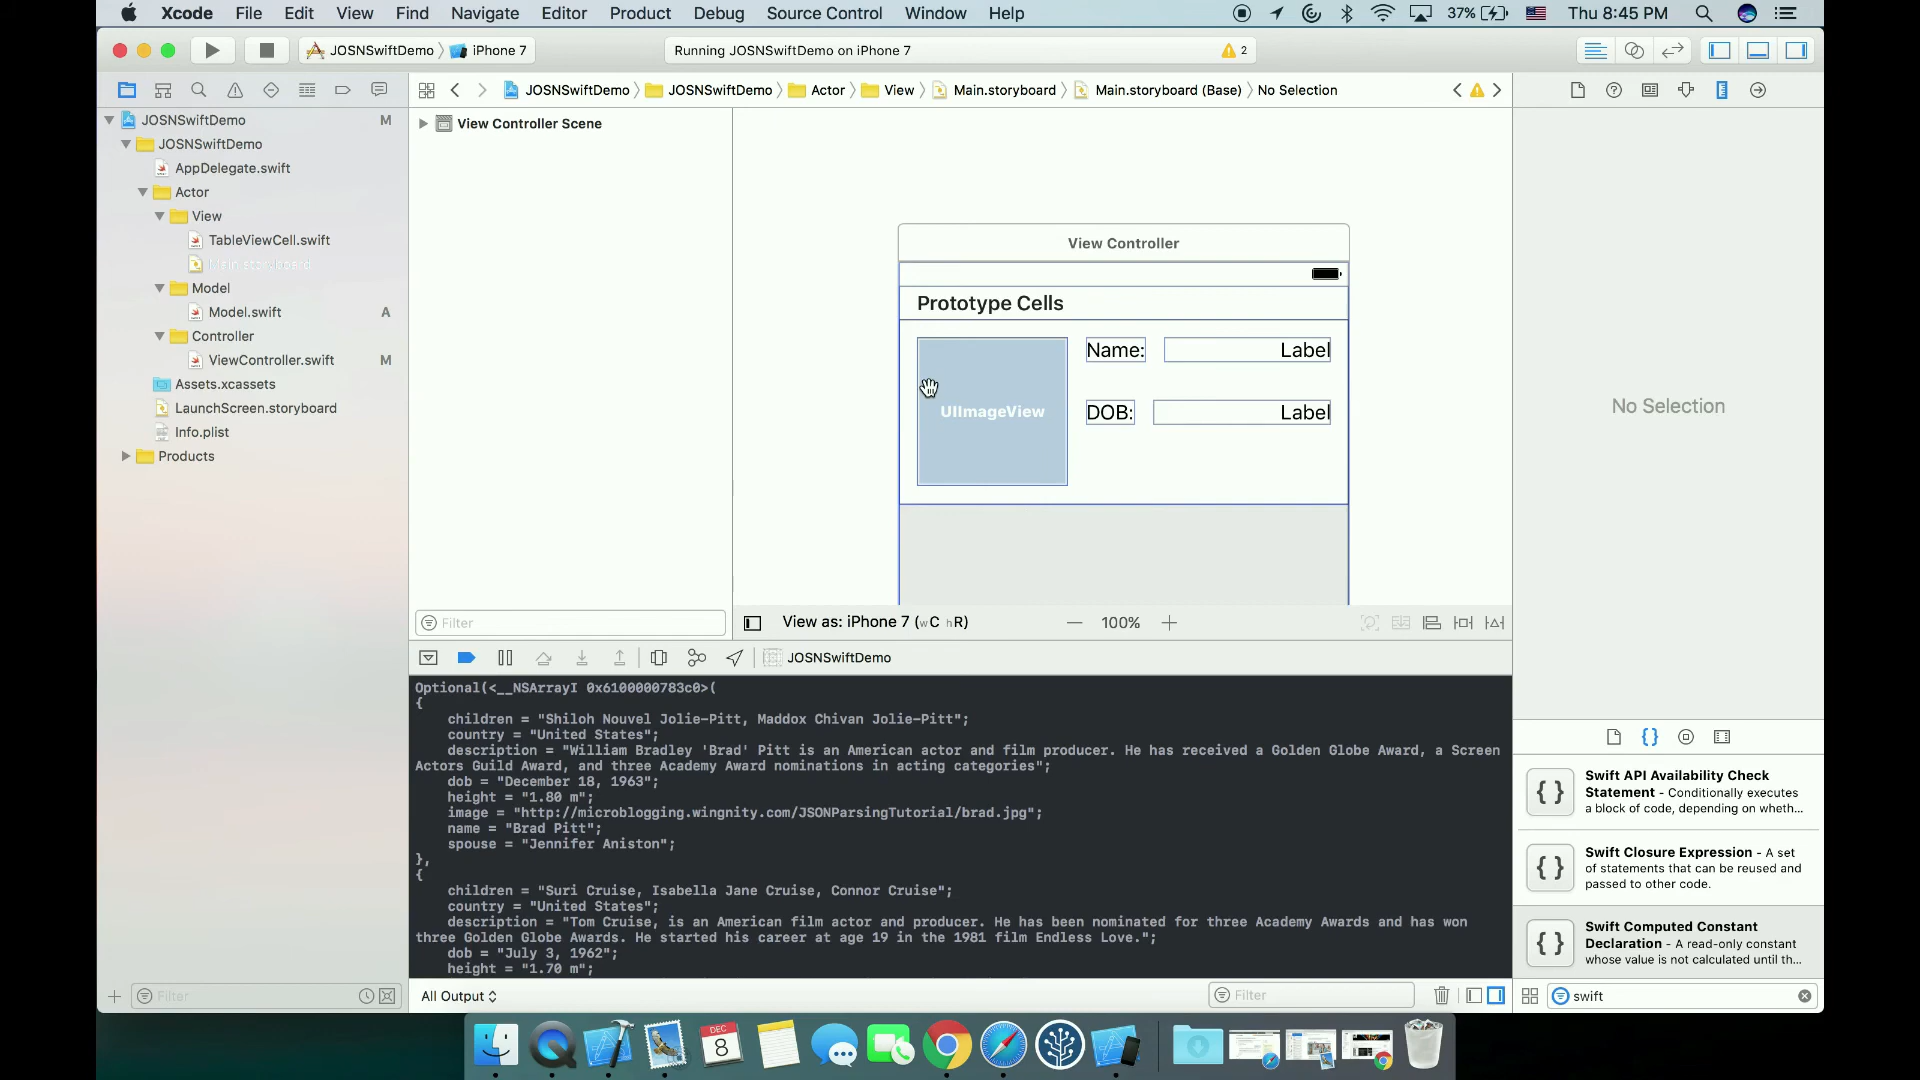 Xcode File Edit View Find Navigate Editor Product Debug Source Control Window Help 37% Thu 8:45 PM
JOSNSwiftDemo iPhone 7 Running JOSNSwiftDemo on iPhone 7 2
JOSNSwiftDemo JOSNSwiftDemo Actor View Main.storyboard Main.storyboard (Base) No Selection
JOSNSwiftDemo M
JOSNSwiftDemo
AppDelegate.swift
Actor
View
TableViewCell.swift
Main.storyboard
Model
Model.swift A
Controller
ViewController.swift M
Assets.xcassets
LaunchScreen.storyboard
Info.plist
Products
Filter
View Controller Scene
Filter
View Controller
Prototype Cells
UIImageView
Name: Label
DOB: Label
View as: iPhone 7 (wC hR) — 100% +
JOSNSwiftDemo
Optional(<__NSArrayI 0x6100000783c0>(
{
children = "Shiloh Nouvel Jolie-Pitt, Maddox Chivan Jolie-Pitt";
country = "United States";
description = "William Bradley 'Brad' Pitt is an American actor and film producer. He has received a Golden Globe Award, a Screen
Actors Guild Award, and three Academy Award nominations in acting categories";
dob = "December 18, 1963";
height = "1.80 m";
image = "http://microblogging.wingnity.com/JSONParsingTutorial/brad.jpg";
name = "Brad Pitt";
spouse = "Jennifer Aniston";
},
{
children = "Suri Cruise, Isabella Jane Cruise, Connor Cruise";
country = "United States";
description = "Tom Cruise, is an American film actor and producer. He has been nominated for three Academy Awards and has won
three Golden Globe Awards. He started his career at age 19 in the 1981 film Endless Love.";
dob = "July 3, 1962";
height = "1.70 m";
All Output
Filter
No Selection
{ } Swift API Availability Check
Statement - Conditionally executes
a block of code, depending on wheth...
{ } Swift Closure Expression - A set
of statements that can be reused and
passed to other code.
{ } Swift Computed Constant
Declaration - A read-only constant
whose value is not calculated until th...
swift
DEC
8